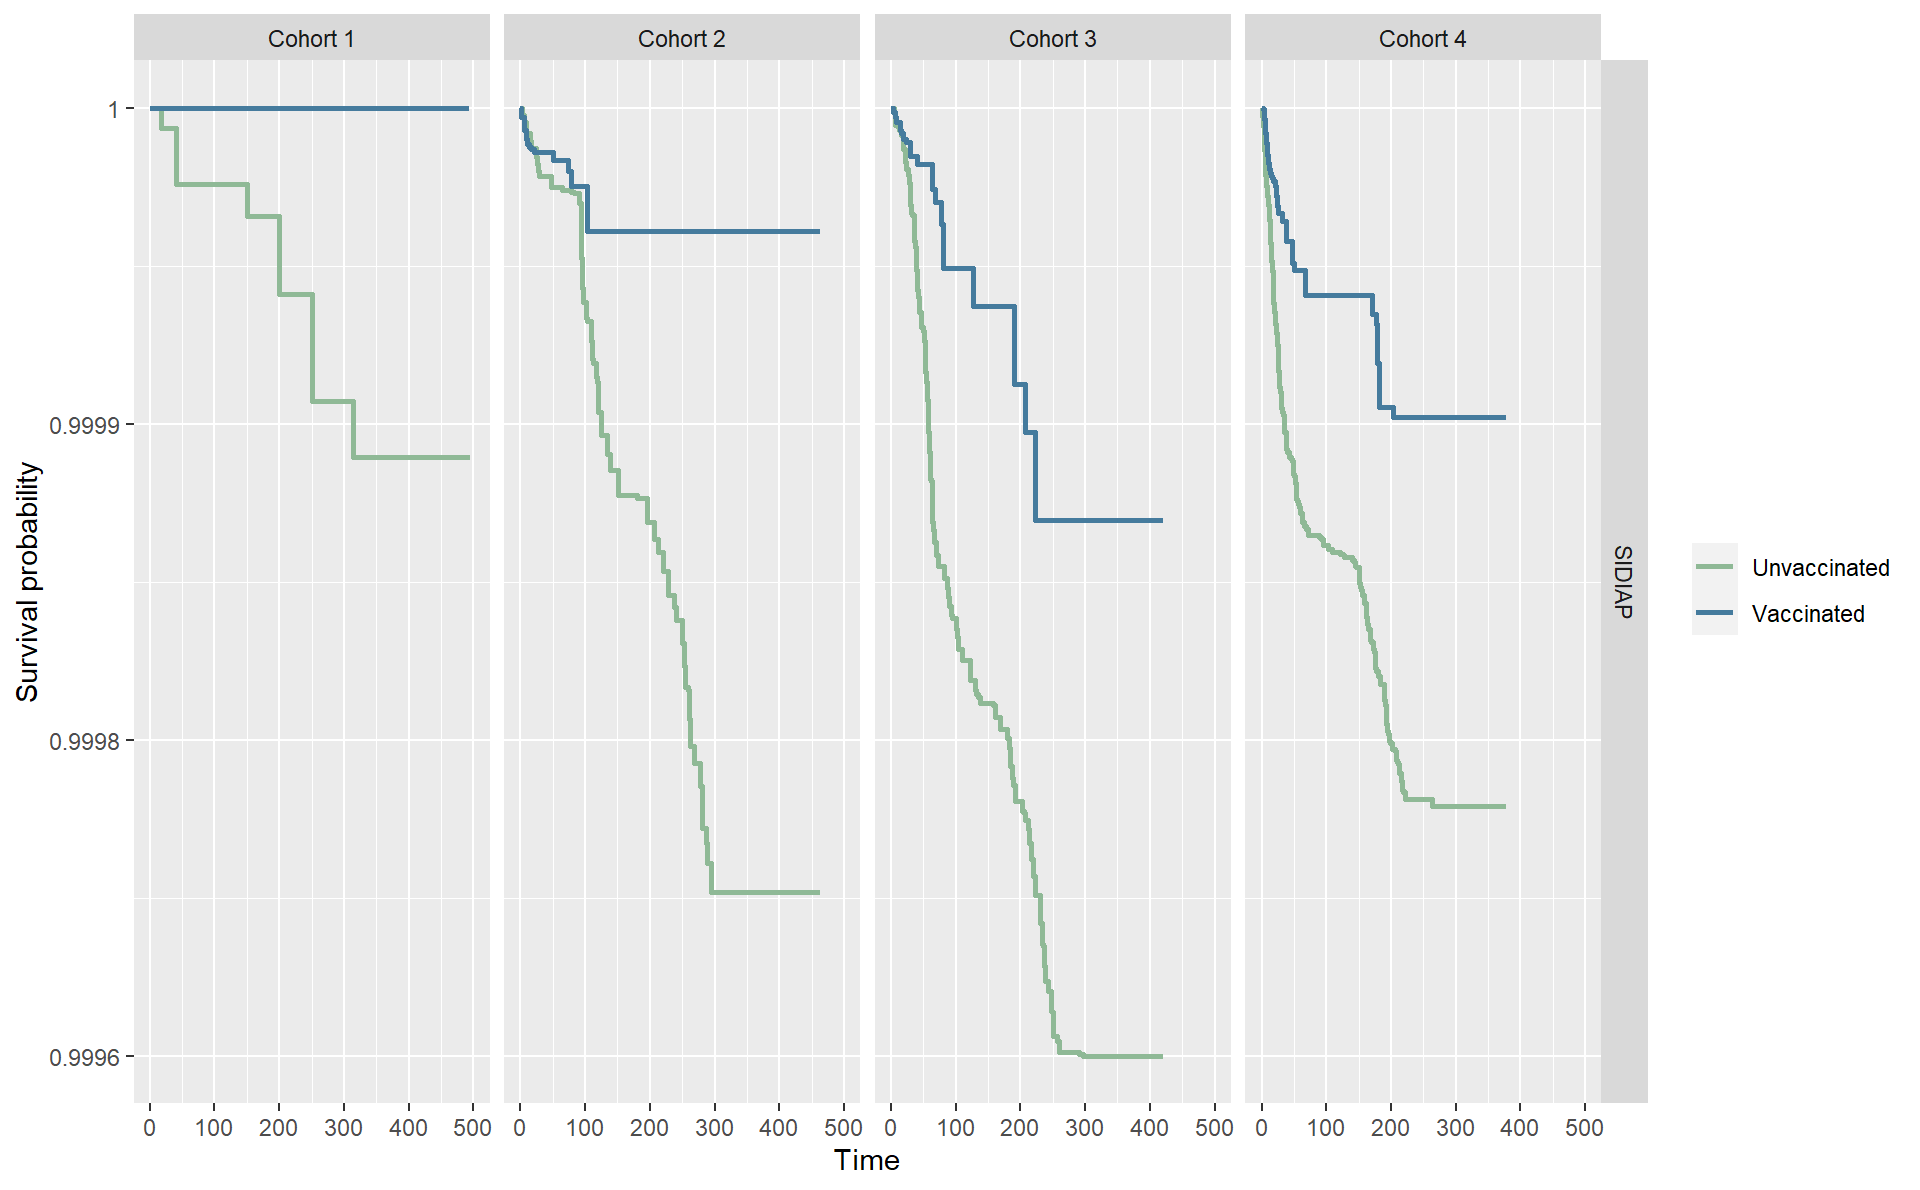 Cohort 1
Cohort 2
Cohort 3
Cohort 4
1
0.9999
0.9998
0.9996
Survival probability
SIDIAP
Unvaccinated
Vaccinated
0 100 200 300 400 500
0 100 200 300 400 500
0 100 200 300 400 500
0 100 200 300 400 500
Time